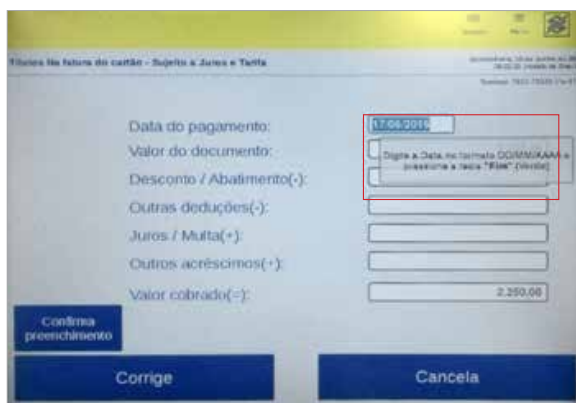 Títulos Na fatura do cartão - Sujeito a Juros e Tarifa
Data do pagamento:
17/06/2016
Valor do documento:
Digite a Data no formato DD/MM/AAAA e
pressione a tecla "Fim" (Verde)
Desconto / Abatimento(-):
Outras deduções(-):
Juros / Multa(+):
Outros acréscimos(+):
Valor cobrado(=):
2.250,00
Confirma
preenchimento
Corrige
Cancela